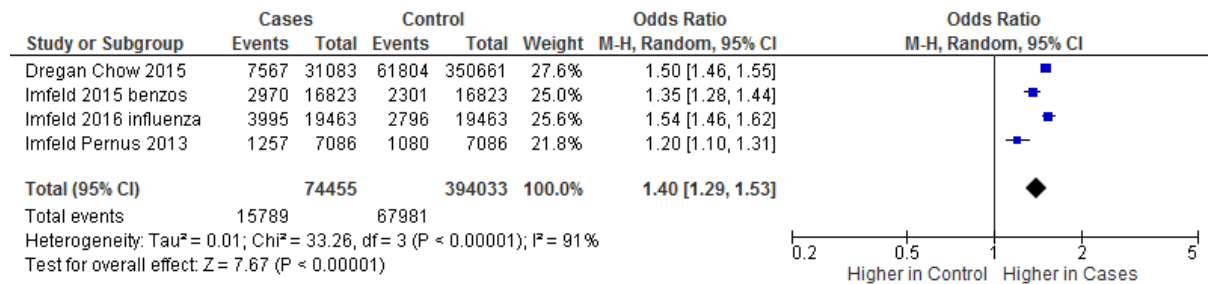 Cases Control Odds Ratio Odds Ratio
Study or Subgroup Events Total Events Total Weight M-H, Random, 95% CI M-H, Random, 95% CI
Dregan Chow 2015 7567 31083 61804 350661 27.6% 1.50 [1.46, 1.55]
Imfeld 2015 benzos 2970 16823 2301 16823 25.0% 1.35 [1.28, 1.44]
Imfeld 2016 influenza 3995 19463 2796 19463 25.6% 1.54 [1.46, 1.62]
Imfeld Pernus 2013 1257 7086 1080 7086 21.8% 1.20 [1.10, 1.31]
Total (95% CI) 74455 394033 100.0% 1.40 [1.29, 1.53]
Total events 15789 67981
Heterogeneity: Tau² = 0.01; Chi² = 33.26, df = 3 (P < 0.00001); I² = 91%
Test for overall effect: Z = 7.67 (P < 0.00001)
0.2 0.5 1 2 5
Higher in Control Higher in Cases